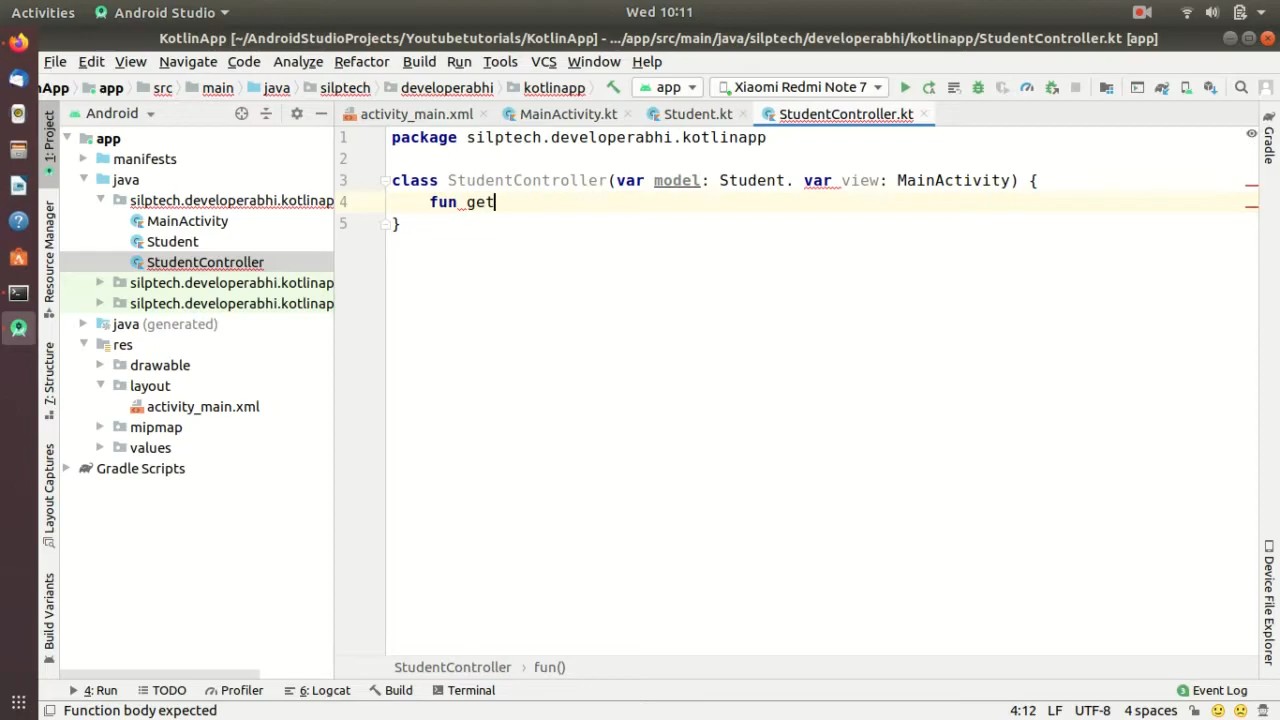 Activities Android Studio Wed 10:11
KotlinApp [~/AndroidStudioProjects/Youtubetutorials/KotlinApp] - .../app/src/main/java/silptech/developerabhi/kotlinapp/StudentController.kt [app]
File Edit View Navigate Code Analyze Refactor Build Run Tools VCS Window Help
App app src main java silptech developerabhi kotlinapp app Xiaomi Redmi Note 7
Android activity_main.xml MainActivity.kt Student.kt StudentController.kt
1 package silptech.developerabhi.kotlinapp
2
3 class StudentController(var model: Student. var view: MainActivity) {
4 fun get
5 }
app
manifests
java
silptech.developerabhi.kotlinap
MainActivity
Student
StudentController
silptech.developerabhi.kotlinap
silptech.developerabhi.kotlinap
java (generated)
res
drawable
layout
activity_main.xml
mipmap
values
Gradle Scripts
1: Project
Resource Manager
7: Structure
Layout Captures
Build Variants
Gradle
Device File Explorer
StudentController fun()
4: Run TODO Profiler 6: Logcat Build Terminal 3 Event Log
Function body expected 4:12 LF UTF-8 4 spaces